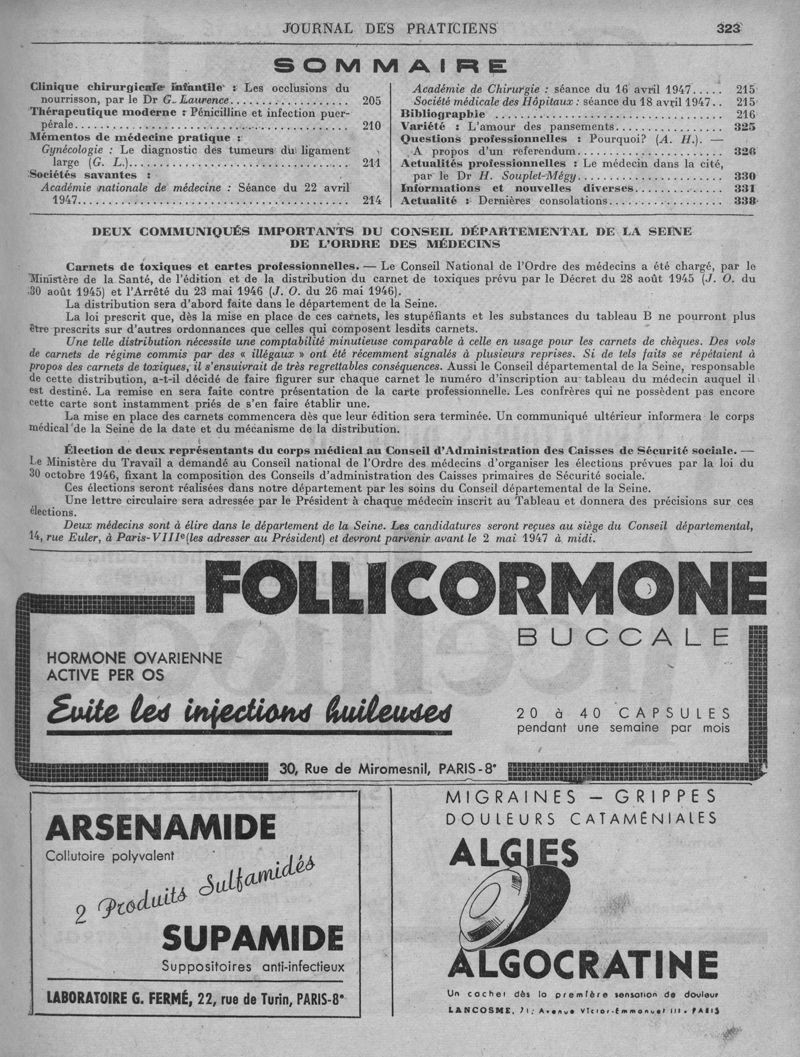 JOURNAL DES PRATICIENS 323
SOMMAIRE
Clinique chirurgicale infantile : Les occlusions du
nourrisson, par le Dr G. Laurence.................. 205
Thérapeutique moderne : Pénicilline et infection puer-
pérale.......................................... 210
Mémentos de médecine pratique :
Gynécologie : Le diagnostic des tumeurs du ligament
large (G. L.).................................. 211
Sociétés savantes :
Académie nationale de médecine : Séance du 22 avril
1947.......................................... 214
Académie de Chirurgie : séance du 16 avril 1947..... 215
Société médicale des Hôpitaux : séance du 18 avril 1947.. 215
Bibliographie .................................. 216
Variété : L'amour des pansements................. 325
Questions professionnelles : Pourquoi? (A. H.). —
A propos d'un referendum....................... 326
Actualités professionnelles : Le médecin dans la cité,
par le Dr H. Souplet-Mégy...................... 330
Informations et nouvelles diverses.............. 331
Actualité : Dernières consolations................. 338
DEUX COMMUNIQUÉS IMPORTANTS DU CONSEIL DÉPARTEMENTAL DE LA SEINE
DE L'ORDRE DES MÉDECINS
Carnets de toxiques et cartes professionnelles. — Le Conseil National de l'Ordre des médecins a été chargé, par le
Ministère de la Santé, de l'édition et de la distribution du carnet de toxiques prévu par le Décret du 28 août 1945 (J. O. du
30 août 1945) et l'Arrêté du 23 mai 1946 (J. O. du 26 mai 1946).
La distribution sera d'abord faite dans le département de la Seine.
La loi prescrit que, dès la mise en place de ces carnets, les stupéfiants et les substances du tableau B ne pourront plus
être prescrits sur d'autres ordonnances que celles qui composent lesdits carnets.
Une telle distribution nécessite une comptabilité minutieuse comparable à celle en usage pour les carnets de chèques. Des vols
de carnets de régime commis par des « illégaux » ont été récemment signalés à plusieurs reprises. Si de tels faits se répétaient à
propos des carnets de toxiques, il s'ensuivrait de très regrettables conséquences. Aussi le Conseil départemental de la Seine, responsable
de cette distribution, a-t-il décidé de faire figurer sur chaque carnet le numéro d'inscription au tableau du médecin auquel il
est destiné. La remise en sera faite contre présentation de la carte professionnelle. Les confrères qui ne possèdent pas encore
cette carte sont instamment priés de s'en faire établir une.
La mise en place des carnets commencera dès que leur édition sera terminée. Un communiqué ultérieur informera le corps
médical de la Seine de la date et du mécanisme de la distribution.
Élection de deux représentants du corps médical au Conseil d'Administration des Caisses de Sécurité sociale. —
Le Ministère du Travail a demandé au Conseil national de l'Ordre des médecins d'organiser les élections prévues par la loi du
30 octobre 1946, fixant la composition des Conseils d'administration des Caisses primaires de Sécurité sociale.
Ces élections seront réalisées dans notre département par les soins du Conseil départemental de la Seine.
Une lettre circulaire sera adressée par le Président à chaque médecin inscrit au Tableau et donnera des précisions sur ces
élections.
Deux médecins sont à élire dans le département de la Seine. Les candidatures seront reçues au siège du Conseil départemental,
14, rue Euler, à Paris-VIIIe (les adresser au Président) et devront parvenir avant le 2 mai 1947 à midi.
FOLLICORMONE
BUCCALE
HORMONE OVARIENNE
ACTIVE PER OS
Evite les injections huileuses
20 à 40 CAPSULES
pendant une semaine par mois
30, Rue de Miromesnil, PARIS-8e
ARSENAMIDE
Collutoire polyvalent
2 Produits Sulfamidés
SUPAMIDE
Suppositoires anti-infectieux
LABORATOIRE G. FERMÉ, 22, rue de Turin, PARIS-8e
MIGRAINES — GRIPPES
DOULEURS CATAMÉNIALES
ALGIES
ALGOCRATINE
Un cachet dès la première sensation de douleur
LANCOSME, 71, Avenue Victor-Emmanuel III - PARIS